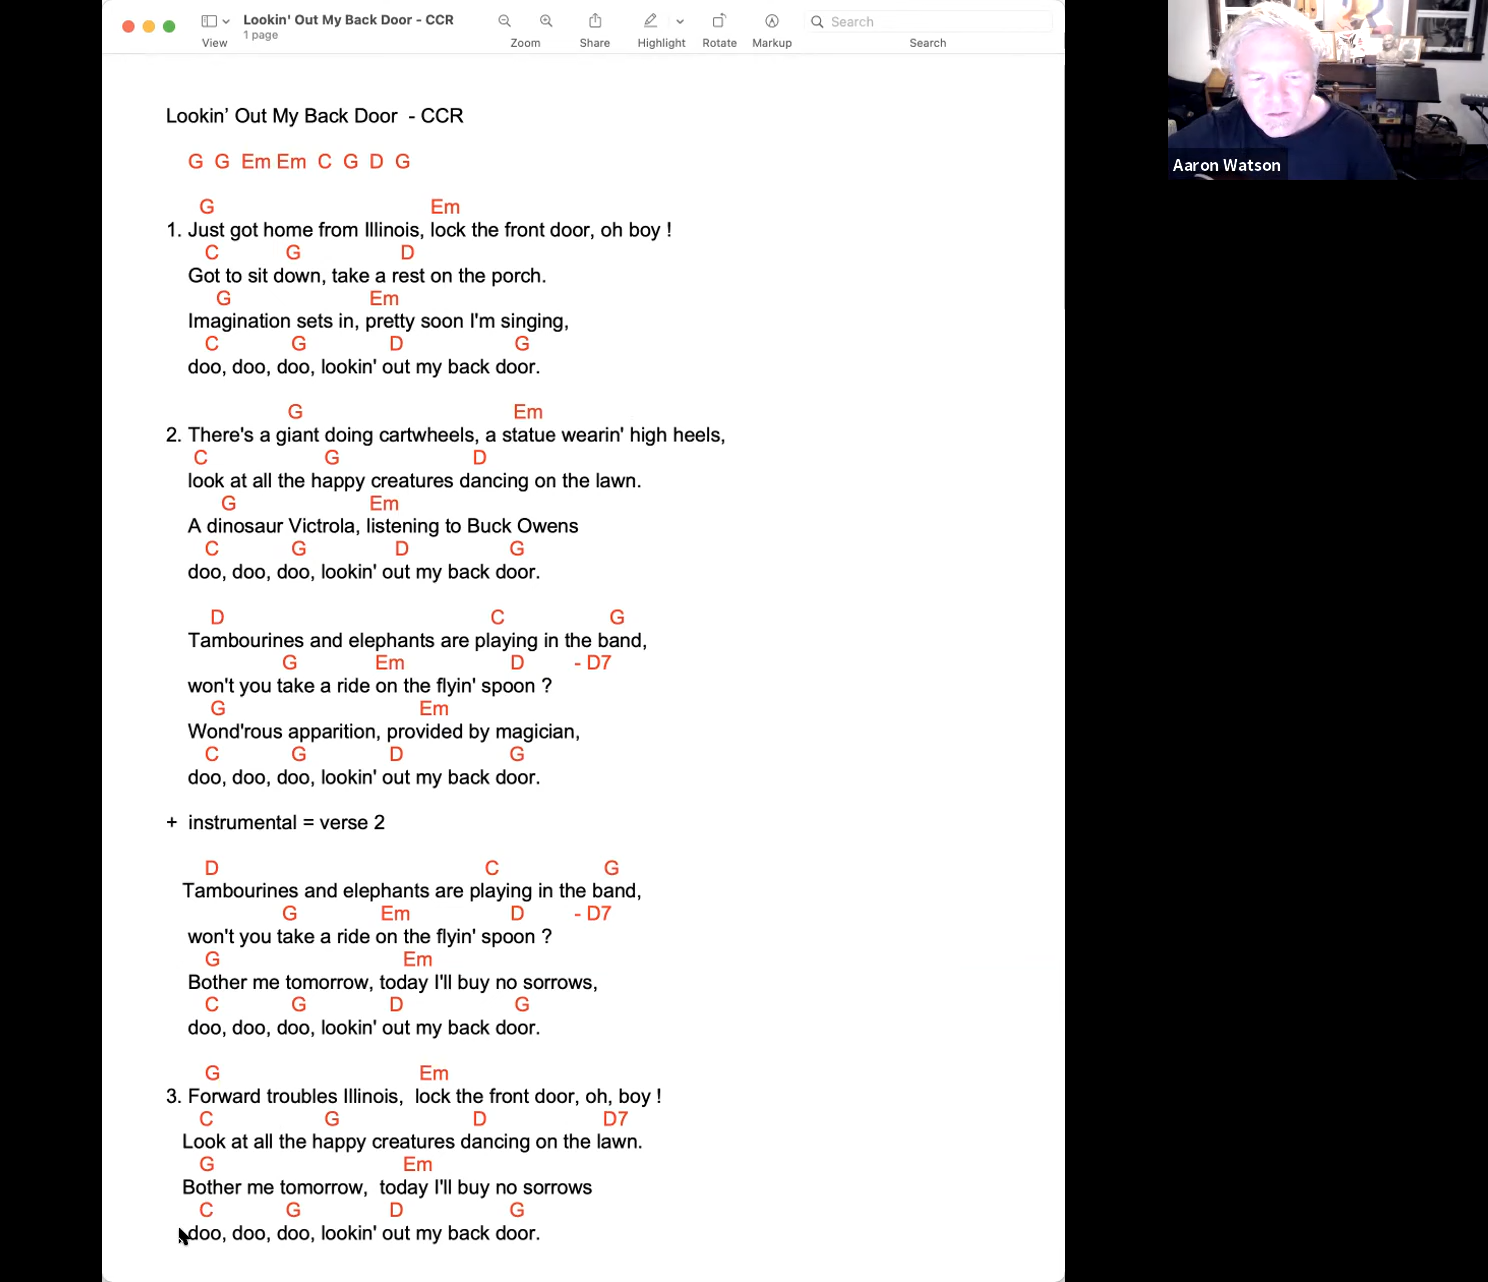 Lookin' Out My Back Door - CCR
1 page
View
Zoom
Share
Highlight
Rotate
Markup
Search
Search
Aaron Watson
Lookin’ Out My Back Door - CCR
G G Em Em C G D G
G Em
1. Just got home from Illinois, lock the front door, oh boy !
C G D
Got to sit down, take a rest on the porch.
G Em
Imagination sets in, pretty soon I'm singing,
C G D G
doo, doo, doo, lookin' out my back door.
G Em
2. There's a giant doing cartwheels, a statue wearin' high heels,
C G D
look at all the happy creatures dancing on the lawn.
G Em
A dinosaur Victrola, listening to Buck Owens
C G D G
doo, doo, doo, lookin' out my back door.
D C G
Tambourines and elephants are playing in the band,
G Em D - D7
won't you take a ride on the flyin' spoon ?
G Em
Wond'rous apparition, provided by magician,
C G D G
doo, doo, doo, lookin' out my back door.
+ instrumental = verse 2
D C G
Tambourines and elephants are playing in the band,
G Em D - D7
won't you take a ride on the flyin' spoon ?
G Em
Bother me tomorrow, today I'll buy no sorrows,
C G D G
doo, doo, doo, lookin' out my back door.
G Em
3. Forward troubles Illinois, lock the front door, oh, boy !
C G D D7
Look at all the happy creatures dancing on the lawn.
G Em
Bother me tomorrow, today I'll buy no sorrows
C G D G
doo, doo, doo, lookin' out my back door.